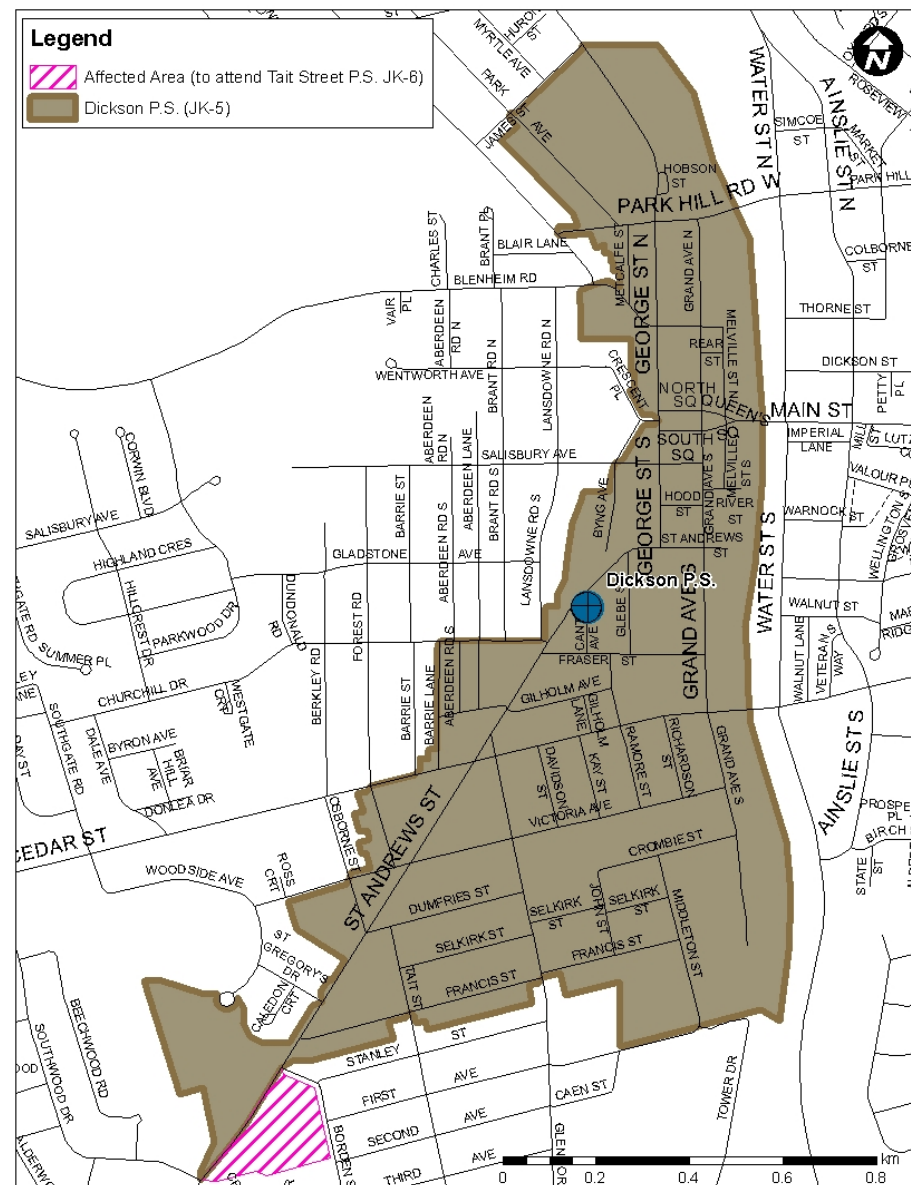 Legend
Affected Area (to attend Tait Street P.S. JK-6)
Dickson P.S. (JK-5)
N
HURON ST
MYRTLE AVE
PARK AVE
JAMES ST
WATER ST N
AINSLIE ST N
ROSEVIEW
SIMCOE ST
MARKET ST
PARK HILL
HOBSON ST
PARK HILL RD W
CHARLES ST
BRANT PL
BLAIR LANE
METCALFE ST
GEORGE ST N
GRAND AVE N
COLBORNE ST
BLENHEIM RD
VAIR PL
ABERDEEN RD N
BRANT RD N
LANSDOWNE RD N
THORNE ST
REAR ST
MELVILLE ST N
WENTWORTH AVE
CRESCENT PL
DICKSON ST
PETTY PL
NORTH SQ
QUEEN'S SQ
MAIN ST
IMPERIAL LANE
MILL ST
LUTZ
CORWIN BLVD
ABERDEEN RD N
ABERDEEN LANE
SALISBURY AVE
SOUTH SQ
MELVILLE ST S
VALOUR PL
SALISBURY AVE
BARRIE ST
ABERDEEN RD S
BRANT RD S
LANSDOWNE RD S
BYNG AVE
GEORGE ST S
HOOD ST
GRAND AVE S
RIVER ST
WARNOCK ST
WELLINGTON S
GROSVE
HIGHLAND CRES
GLADSTONE AVE
ST ANDREWS ST
WATER ST S
HILLCREST DR
PARKWOOD DR
DUNDONALD RD
FOREST RD
Dickson P.S.
WALNUT ST
MAR
RIDG
SUMMER PL
CANT AVE
GLEBE S
GRAND AVE S
WALNUT LANE
VETERAN'S WAY
FRASER ST
CHURCHILL DR
WESTGATE CRT
BERKLEY RD
BARRIE ST
BARRIE LANE
ABERDEEN RD S
GILHOLM AVE
GILHOLM LANE
SOUTHGATE RD
DALE AVE
BYRON AVE
BRIAR HILL AVE
DONLEA DR
DAVIDSON ST
KAY ST
RAMORE ST
RICHARDSON ST
GRAND AVE S
AINSLIE ST S
CEDAR ST
OSBORNE ST
ST ANDREWS ST
VICTORIA AVE
PROSPE
PL
BIRCH
CROMBIE ST
STATE ST
WOODSIDE AVE
ROSS CRT
DUMFRIES ST
SELKIRK ST
JOHN ST
SELKIRK ST
MIDDLETON ST
ST GREGORY'S DR
SELKIRK ST
FRANCIS ST
CALEDON CRT
TAIT ST
FRANCIS ST
BEECHWOOD RD
SOUTHWOOD DR
STANLEY ST
FIRST AVE
CAEN ST
TOWER DR
ALDERW
BORDEN S
SECOND AVE
GLENMOR
THIRD AVE
km
0 0.2 0.4 0.6 0.8